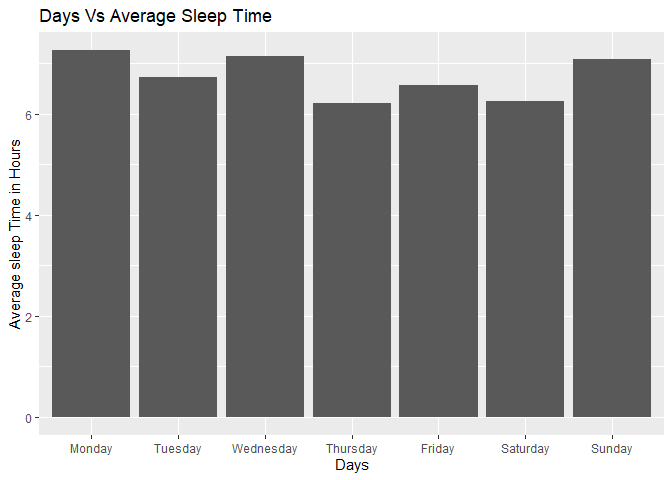 Days Vs Average Sleep Time
Average sleep Time in Hours
6
4
2
0
Monday Tuesday Wednesday Thursday Friday Saturday Sunday
Days